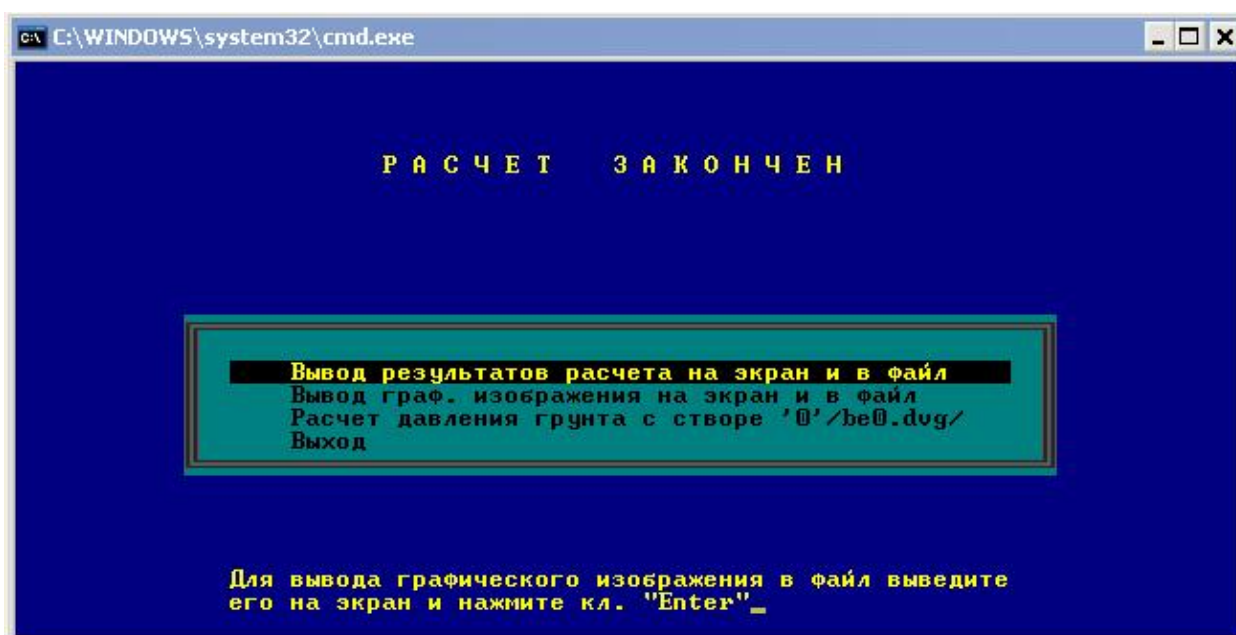 C:\WINDOWS\system32\cmd.exe
Р А С Ч Е Т   З А К О Н Ч Е Н
Вывод результатов расчета на экран и в файл
Вывод граф. изображения на экран и в файл
Расчет давления грунта с створе '0'/be0.dvg/
Выход
Для вывода графического изображения в файл выведите
его на экран и нажмите кл. "Enter"_